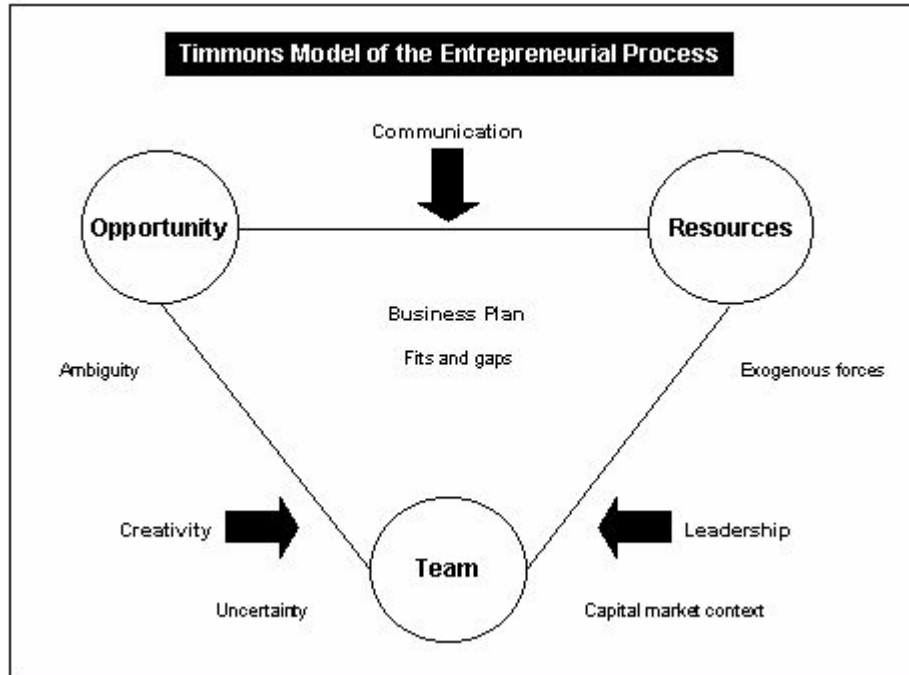 Timmons Model of the Entrepreneurial Process
Communication
Opportunity
Resources
Business Plan
Fits and gaps
Ambiguity
Exogenous forces
Creativity
Leadership
Team
Uncertainty
Capital market context